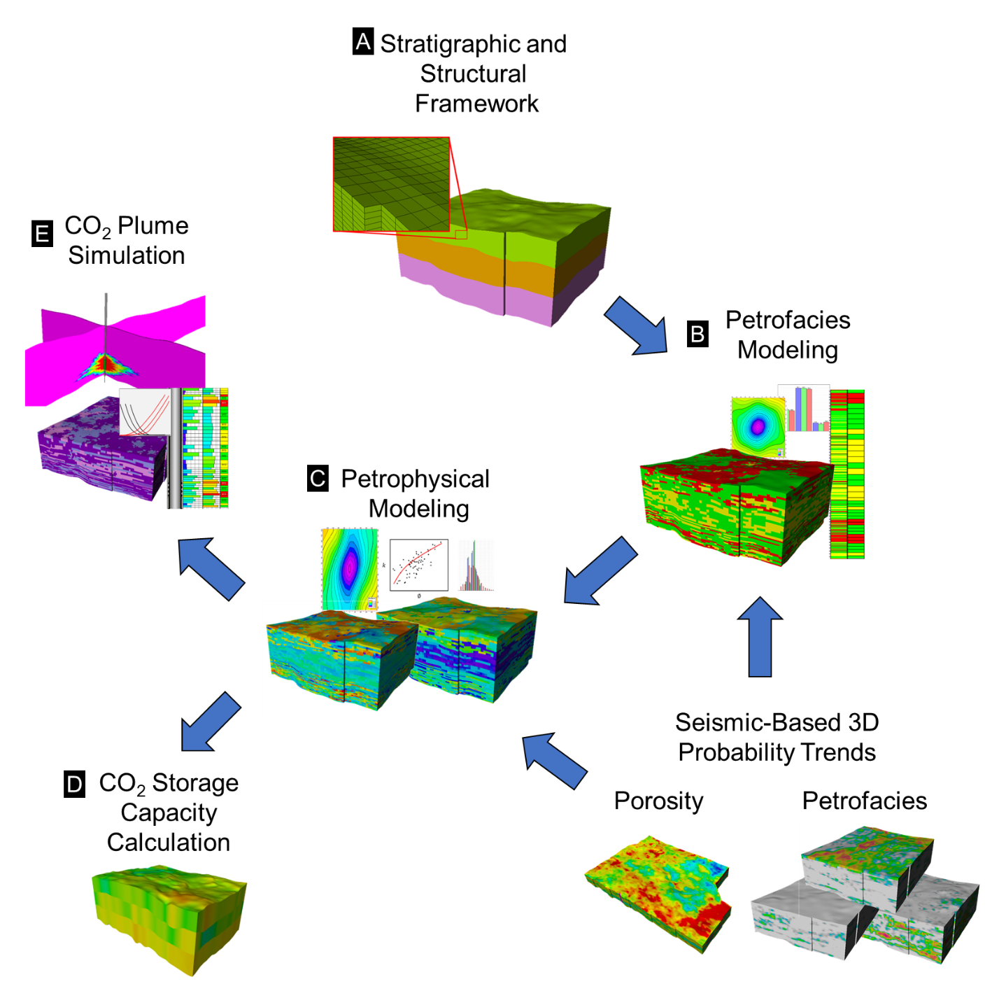 A Stratigraphic and
Structural
Framework
E CO₂ Plume
Simulation
B Petrofacies
Modeling
C Petrophysical
Modeling
k
Ø
Seismic-Based 3D
Probability Trends
D CO₂ Storage
Capacity
Calculation
Porosity
Petrofacies